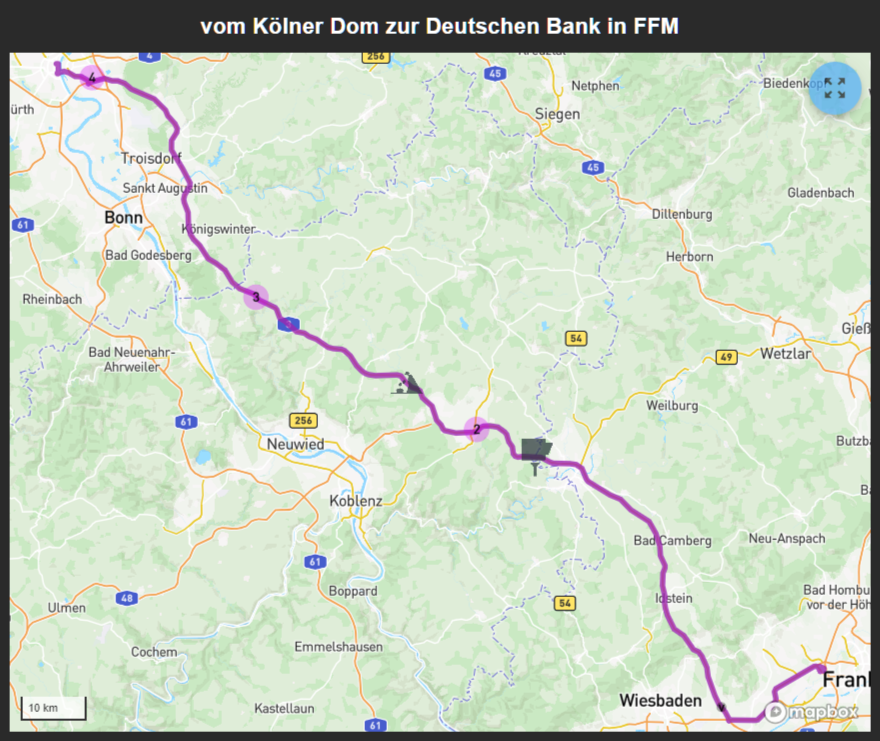 vom Kölner Dom zur Deutschen Bank in FFM
4
256
45
Netphen
4
ürth
Siegen
Troisdorf
45
Sankt Augustin
Gladenbach
61
Bonn
Dillenburg
Königswinter
Bad Godesberg
Herborn
3
Rheinbach
3
Gieß
54
49
Wetzlar
Bad Neuenahr-
Ahrweiler
Weilburg
61
256
2
Neuwied
Butzb
Koblenz
Ba
Bad Camberg
Neu-Anspach
61
Boppard
Bad Hombu
vor der Höh
48
Idstein
54
Ulmen
Emmelshausen
Cochem
Fran
Wiesbaden
10 km
Kastellaun
mapbox
61